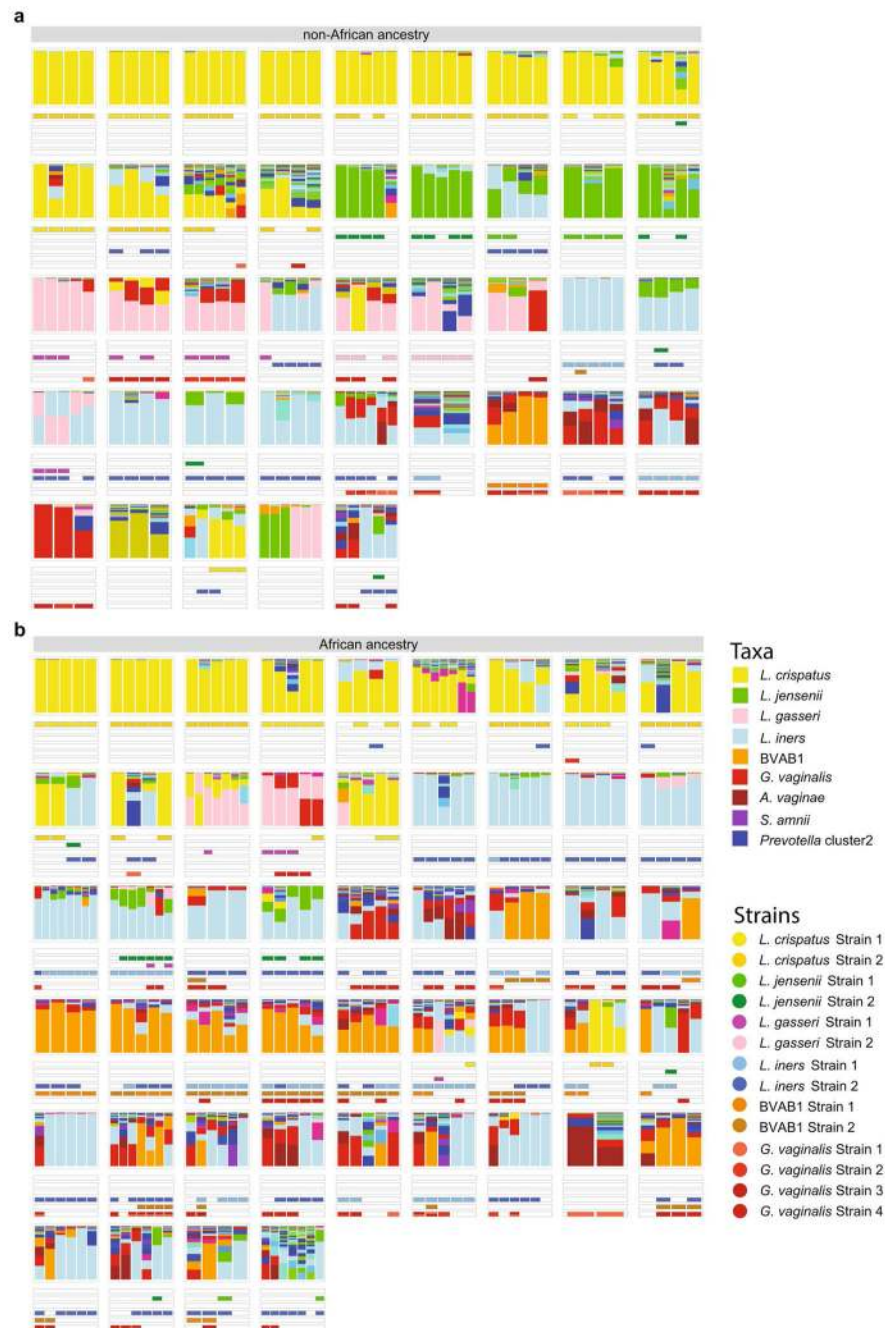 a
non-African ancestry
b
African ancestry
Taxa
L. crispatus
L. jensenii
L. gasseri
L. iners
BVAB1
G. vaginalis
A. vaginae
S. amnii
Prevotella cluster2
Strains
L. crispatus Strain 1
L. crispatus Strain 2
L. jensenii Strain 1
L. jensenii Strain 2
L. gasseri Strain 1
L. gasseri Strain 2
L. iners Strain 1
L. iners Strain 2
BVAB1 Strain 1
BVAB1 Strain 2
G. vaginalis Strain 1
G. vaginalis Strain 2
G. vaginalis Strain 3
G. vaginalis Strain 4